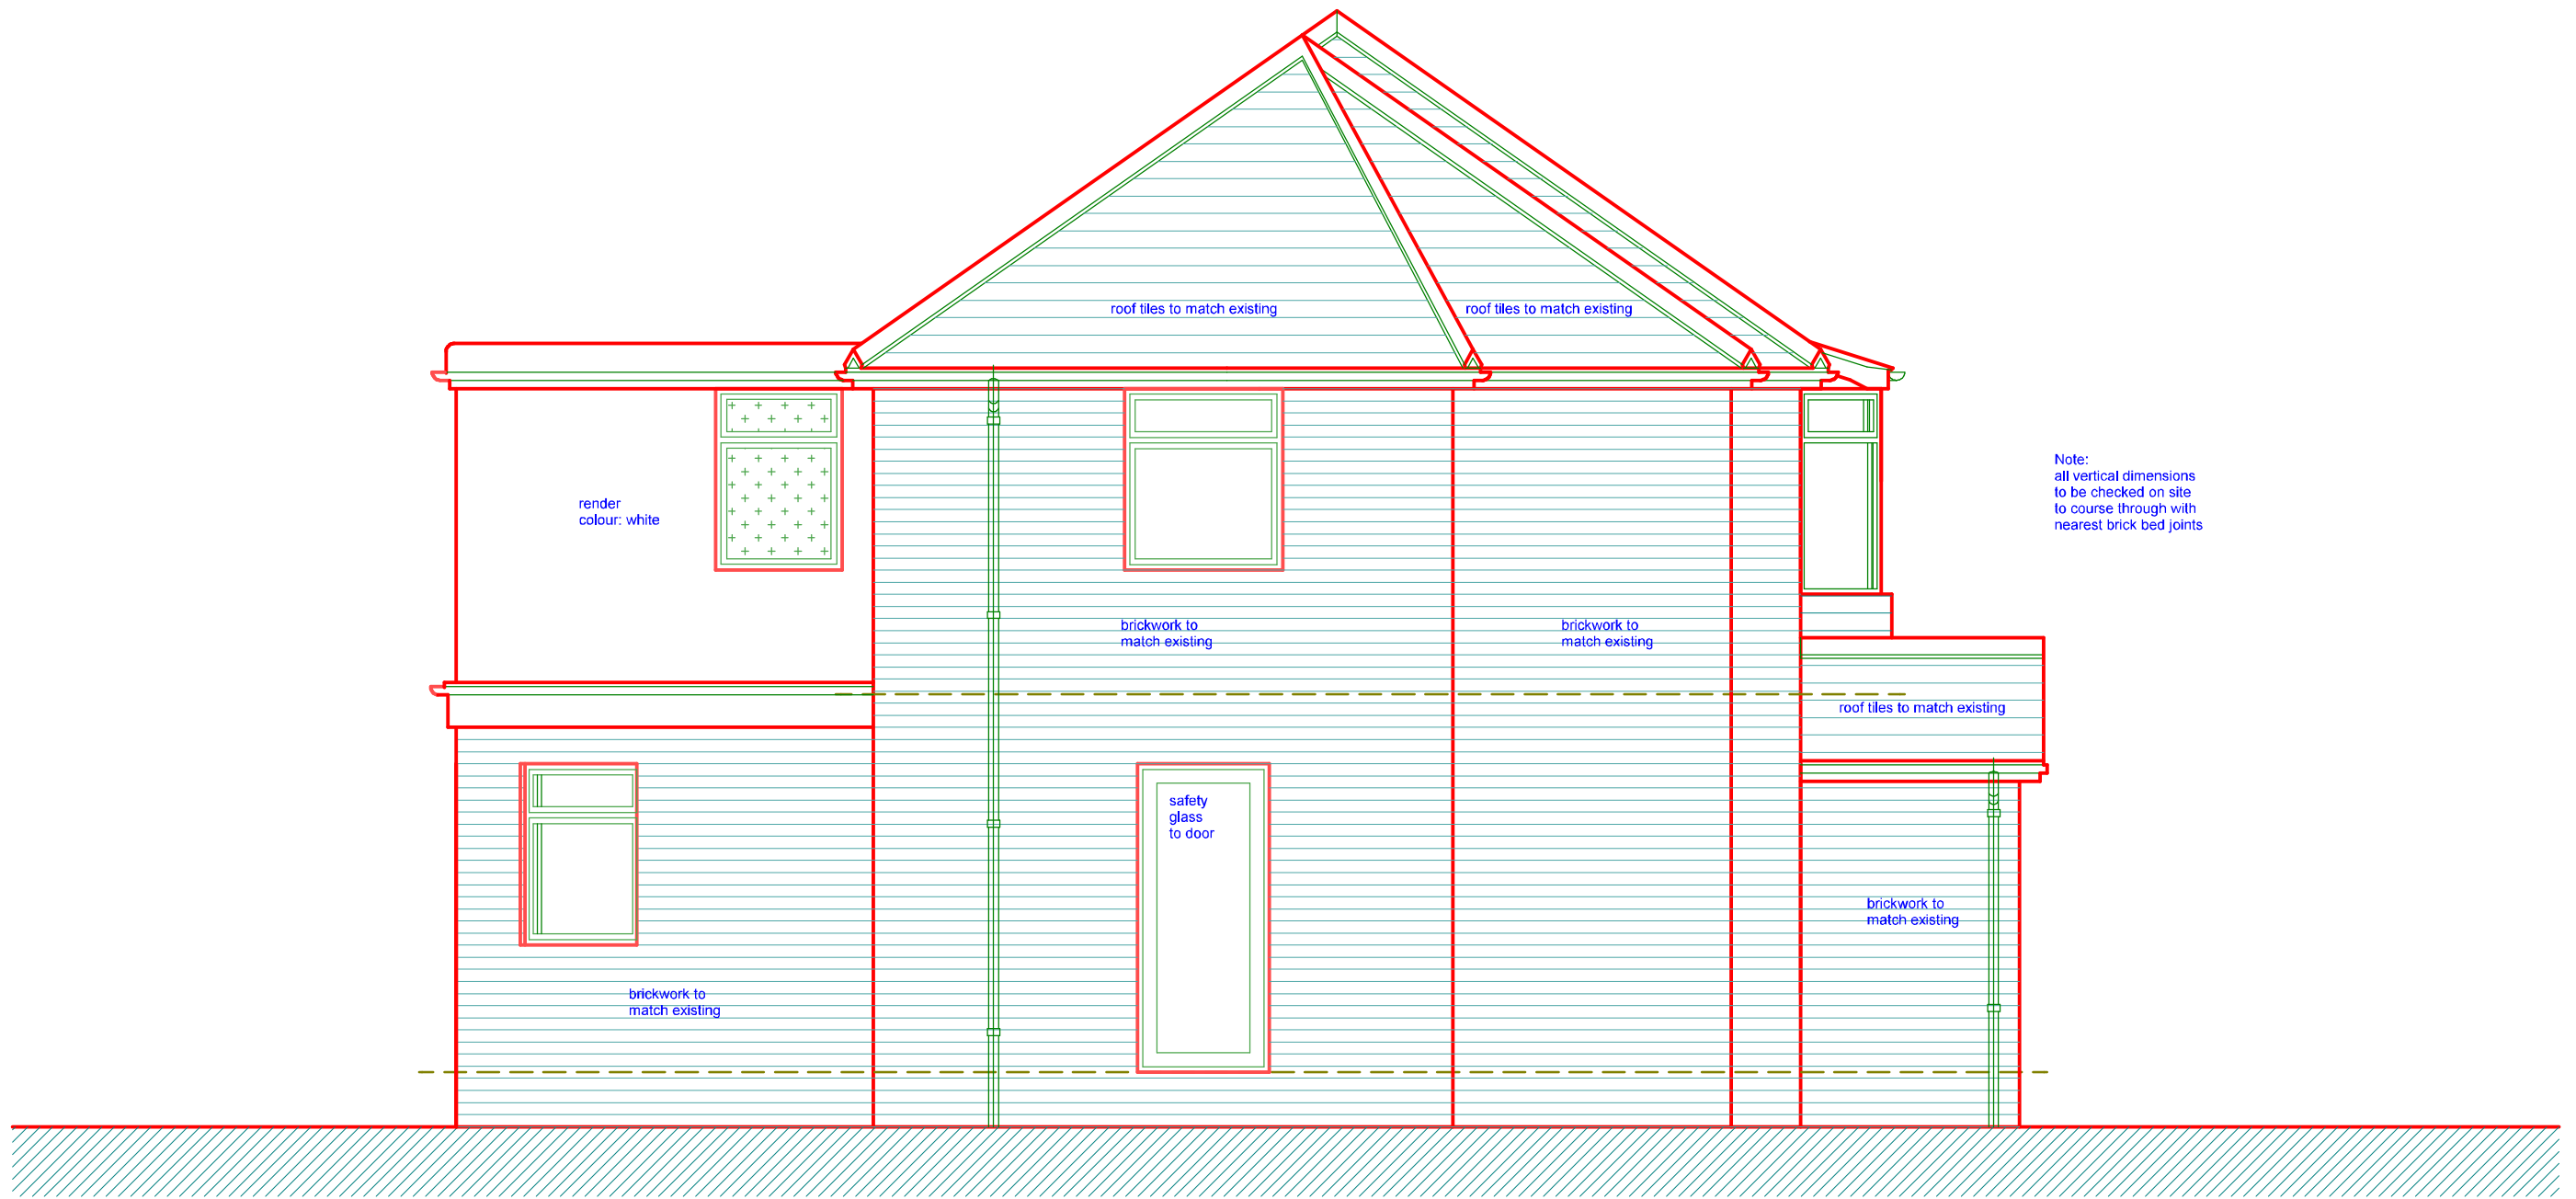 roof tiles to match existing
roof tiles to match existing
Note:
all vertical dimensions
to be checked on site
to course through with
nearest brick bed joints
render
colour: white
brickwork to
match existing
brickwork to
match existing
roof tiles to match existing
safety
glass
to door
brickwork to
match existing
brickwork to
match existing